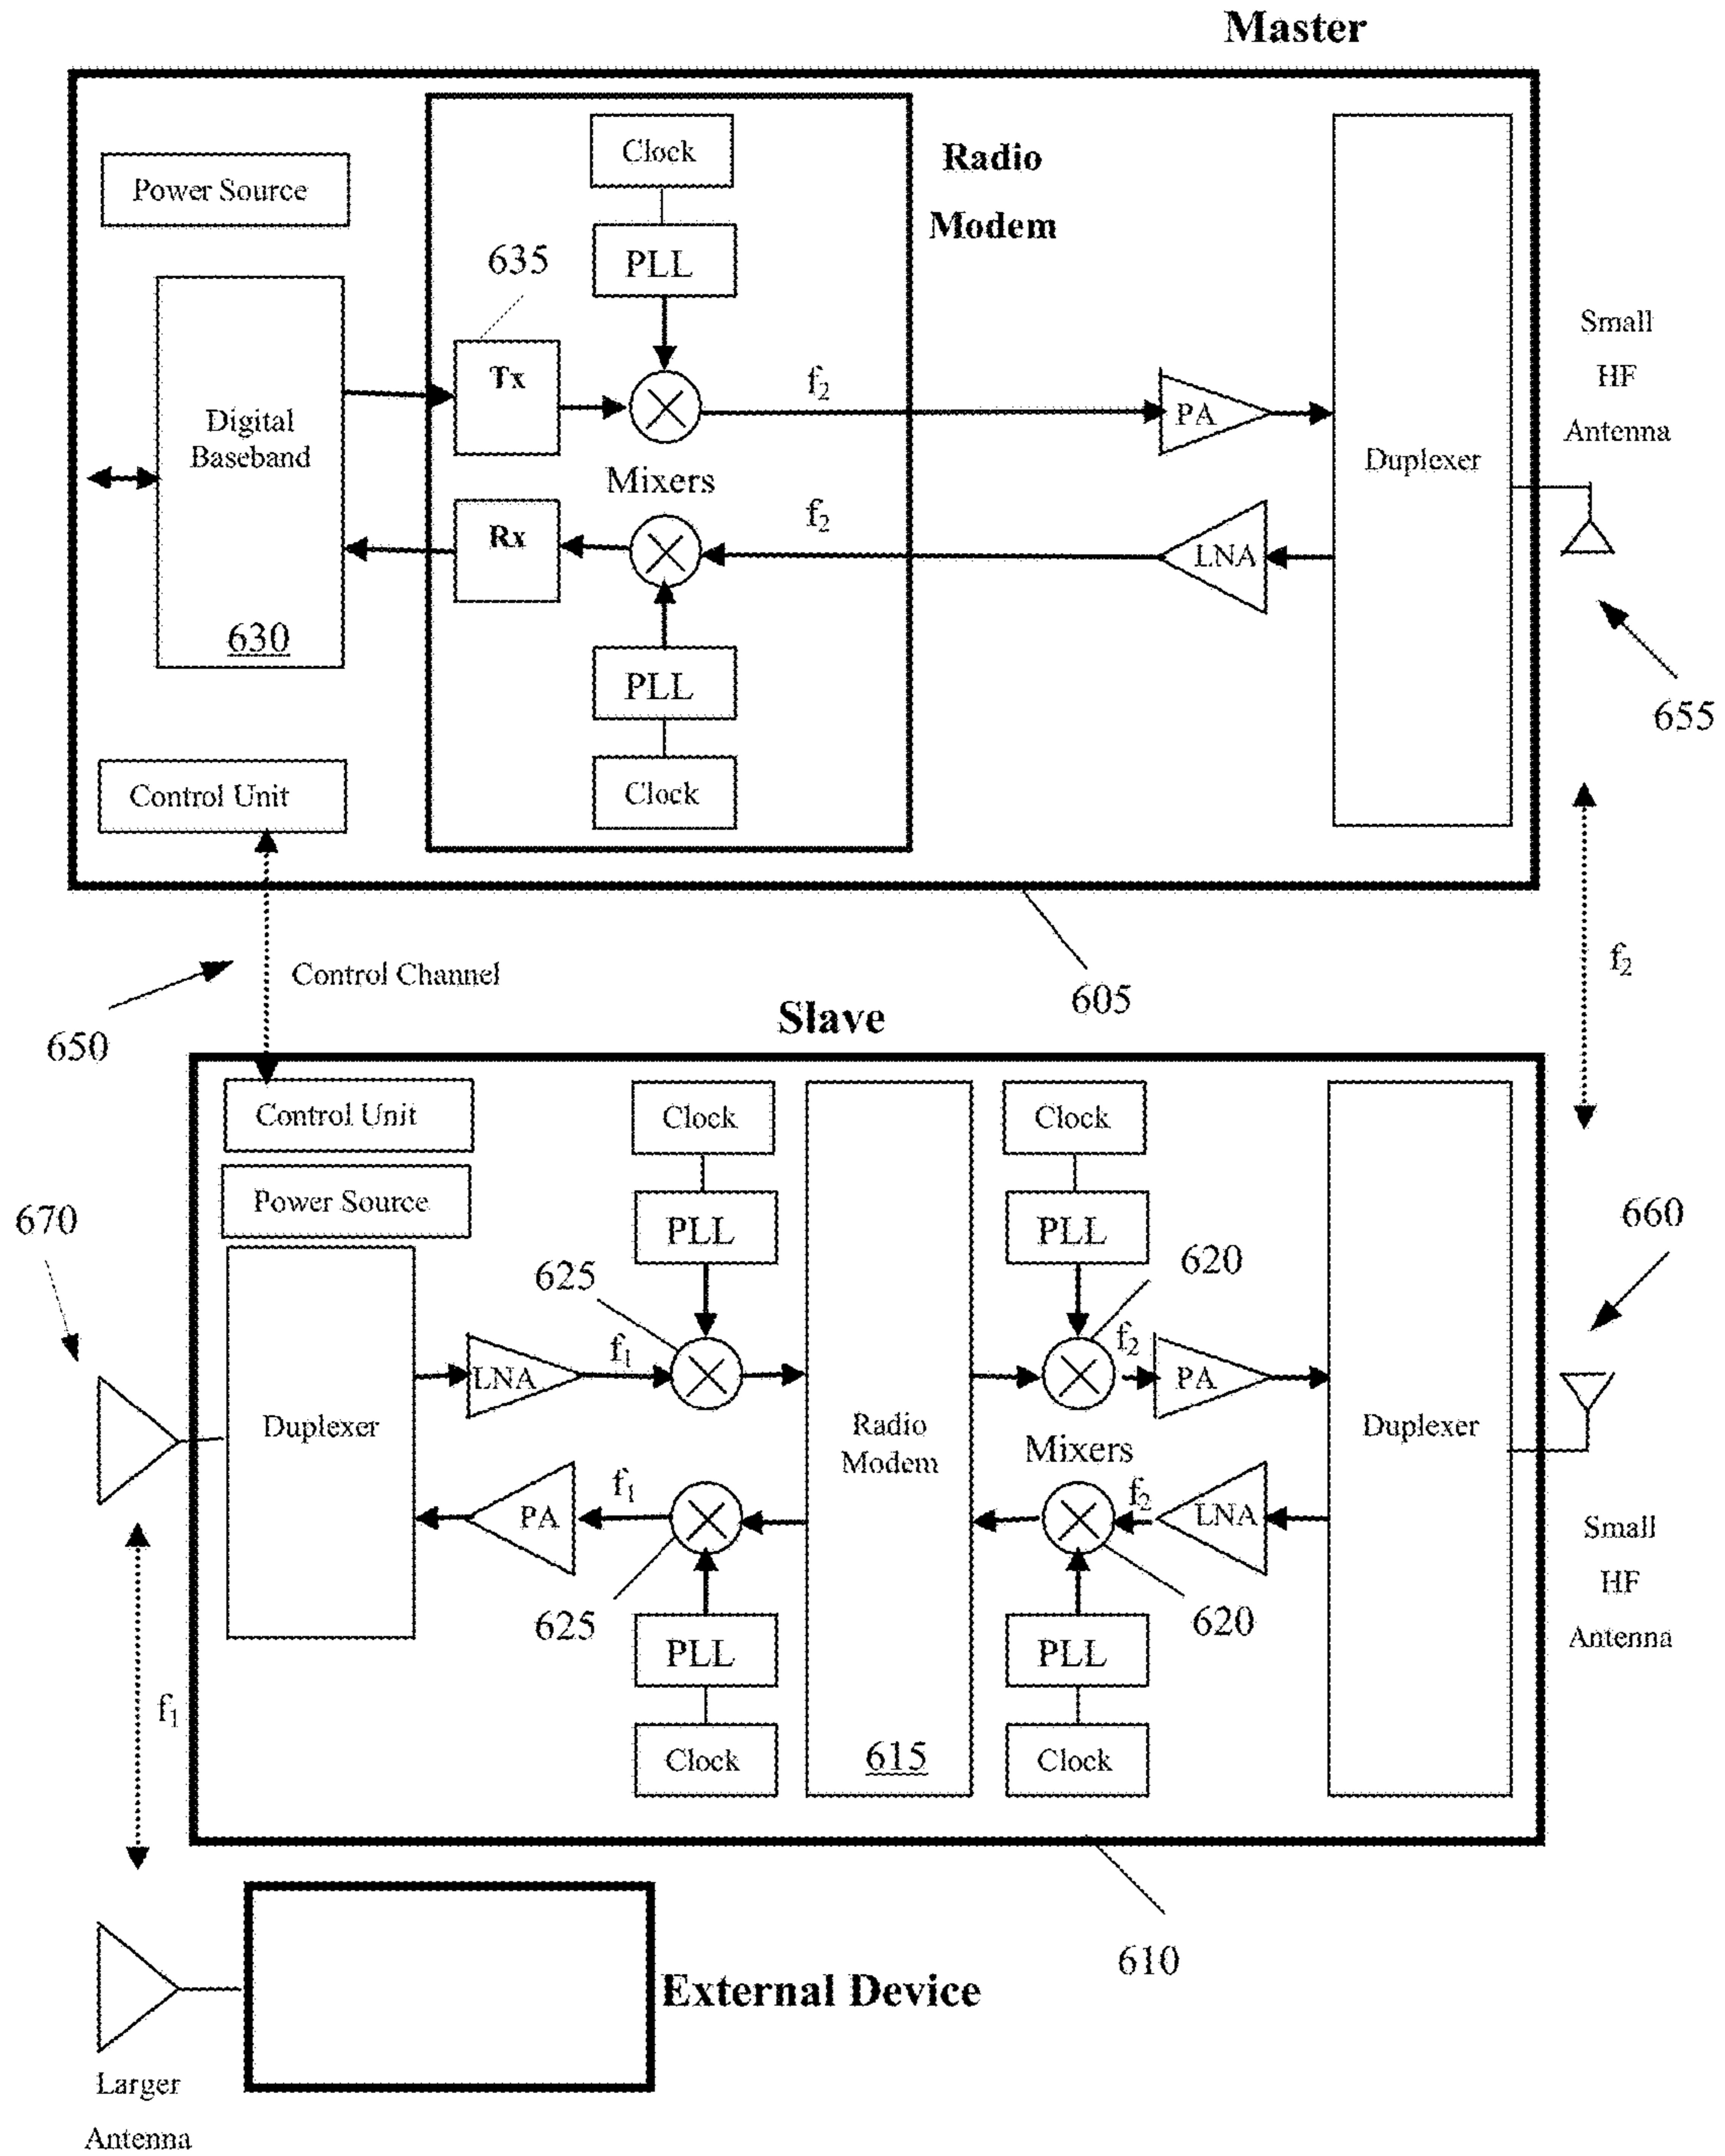 Master
Clock
Radio
Power Source
Modem
PLL
635
Small
Tx
f2
HF
PA
Digital
Antenna
Baseband
Duplexer
Mixers
f2
Rx
LNA
630
PLL
655
Control Unit
Clock
Control Channel
f2
605
650
Slave
Control Unit
Clock
Clock
Power Source
670
660
PLL
PLL
625
620
f1
f2
LNA
PA
Duplexer
Radio
Duplexer
Modem
Mixers
f1
f2
PA
LNA
Small
HF
625
620
Antenna
PLL
PLL
f1
615
Clock
Clock
610
External Device
Larger
Antenna